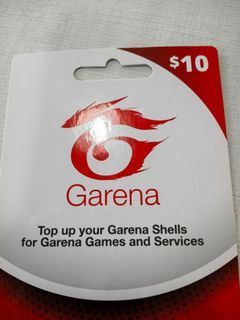 $10
Garena
Top up your Garena Shells
for Garena Games and Services